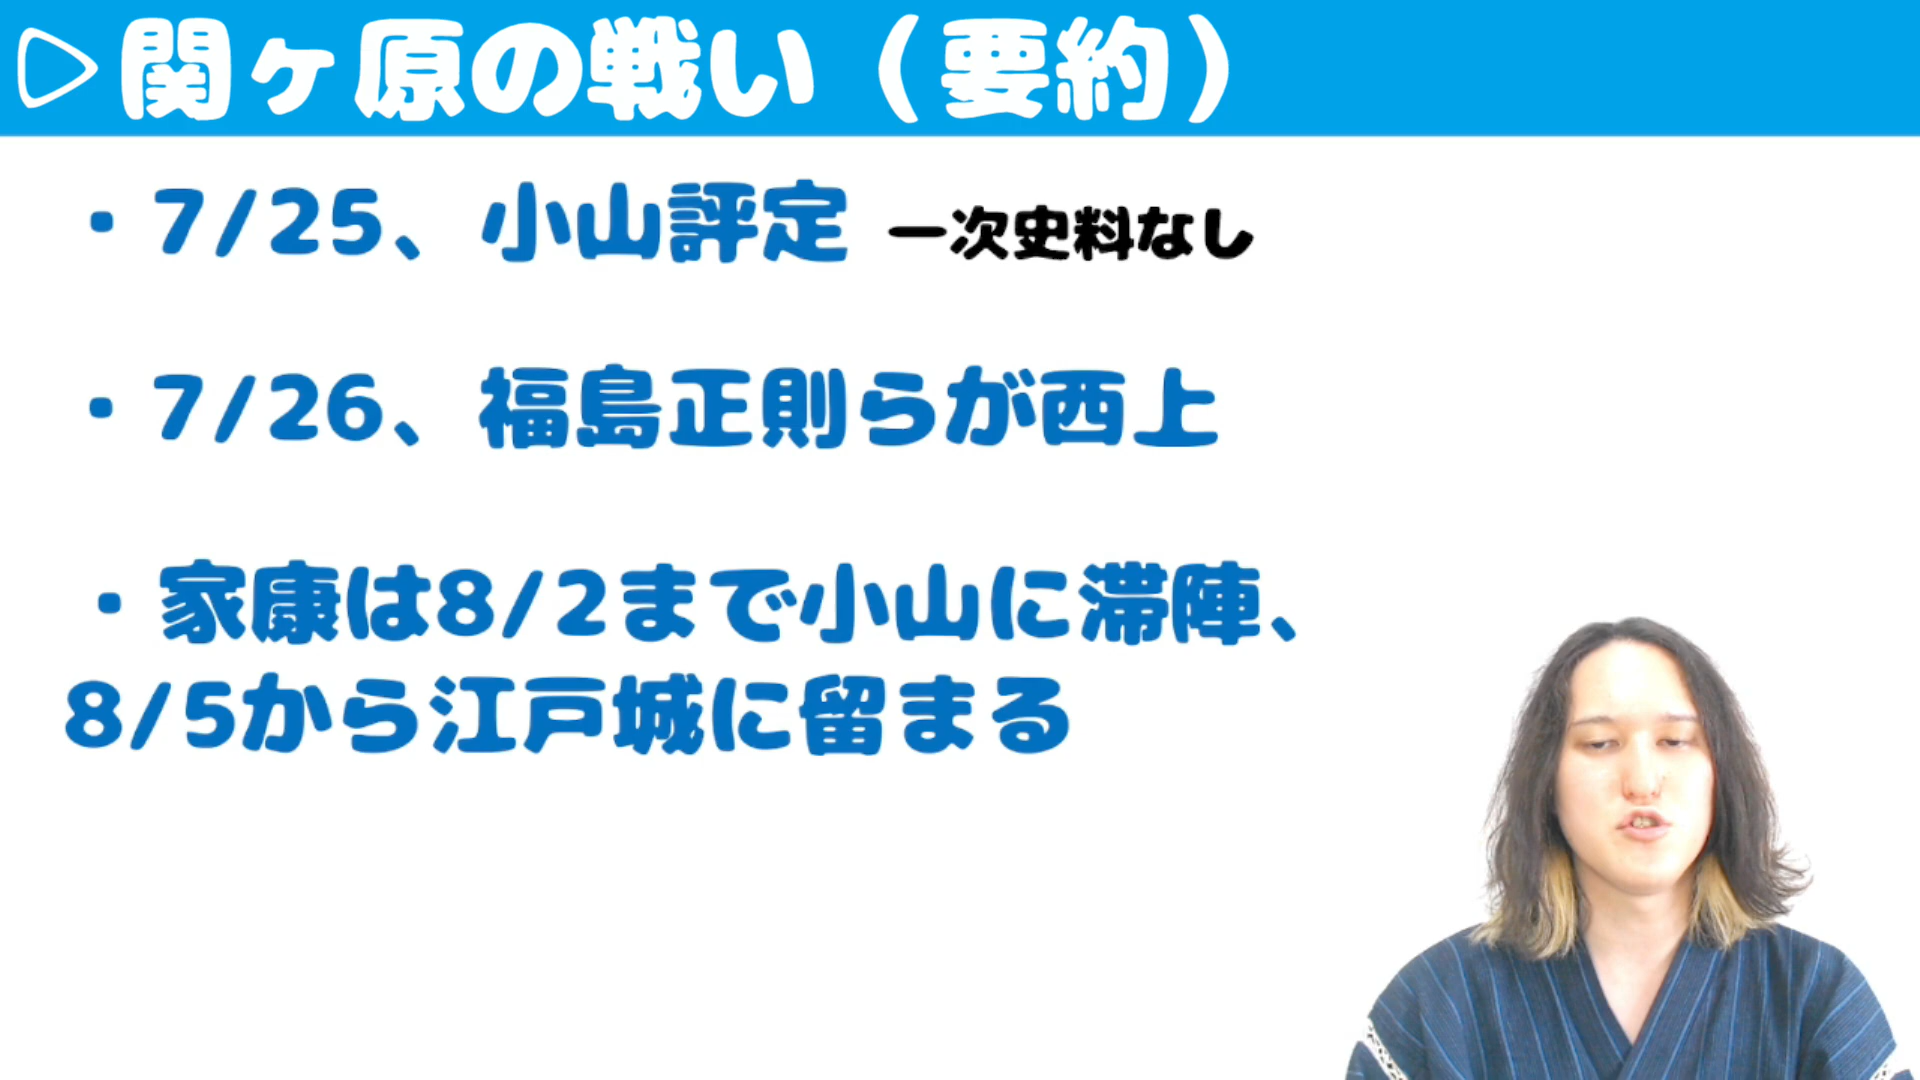 ▷関ヶ原の戦い（要約）
・7/25、小山評定 一次史料なし
・7/26、福島正則らが西上
・家康は8/2まで小山に滞陣、
8/5から江戸城に留まる